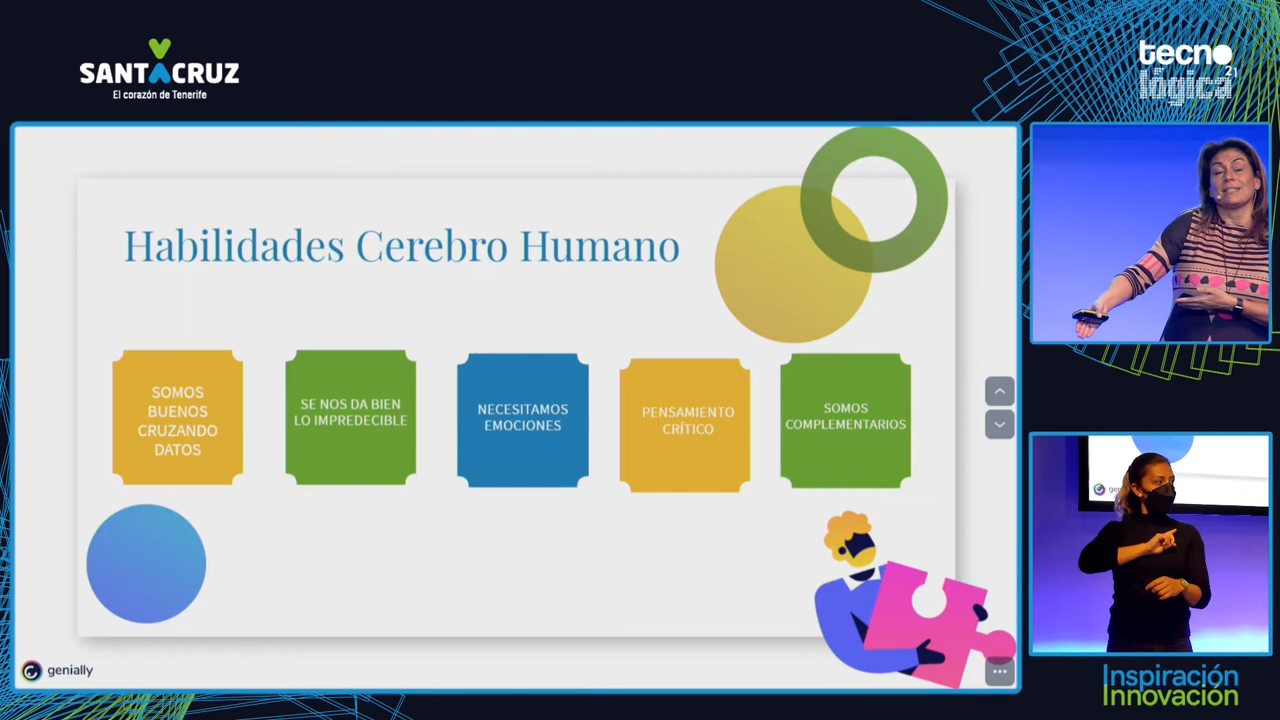 SANTACRUZ
El corazón de Tenerife
tecno
lógica
21
Habilidades Cerebro Humano
SOMOS
BUENOS
CRUZANDO
DATOS
SE NOS DA BIEN
LO IMPREDECIBLE
NECESITAMOS
EMOCIONES
PENSAMIENTO
CRÍTICO
SOMOS
COMPLEMENTARIOS
genially
Inspiración
Innovación